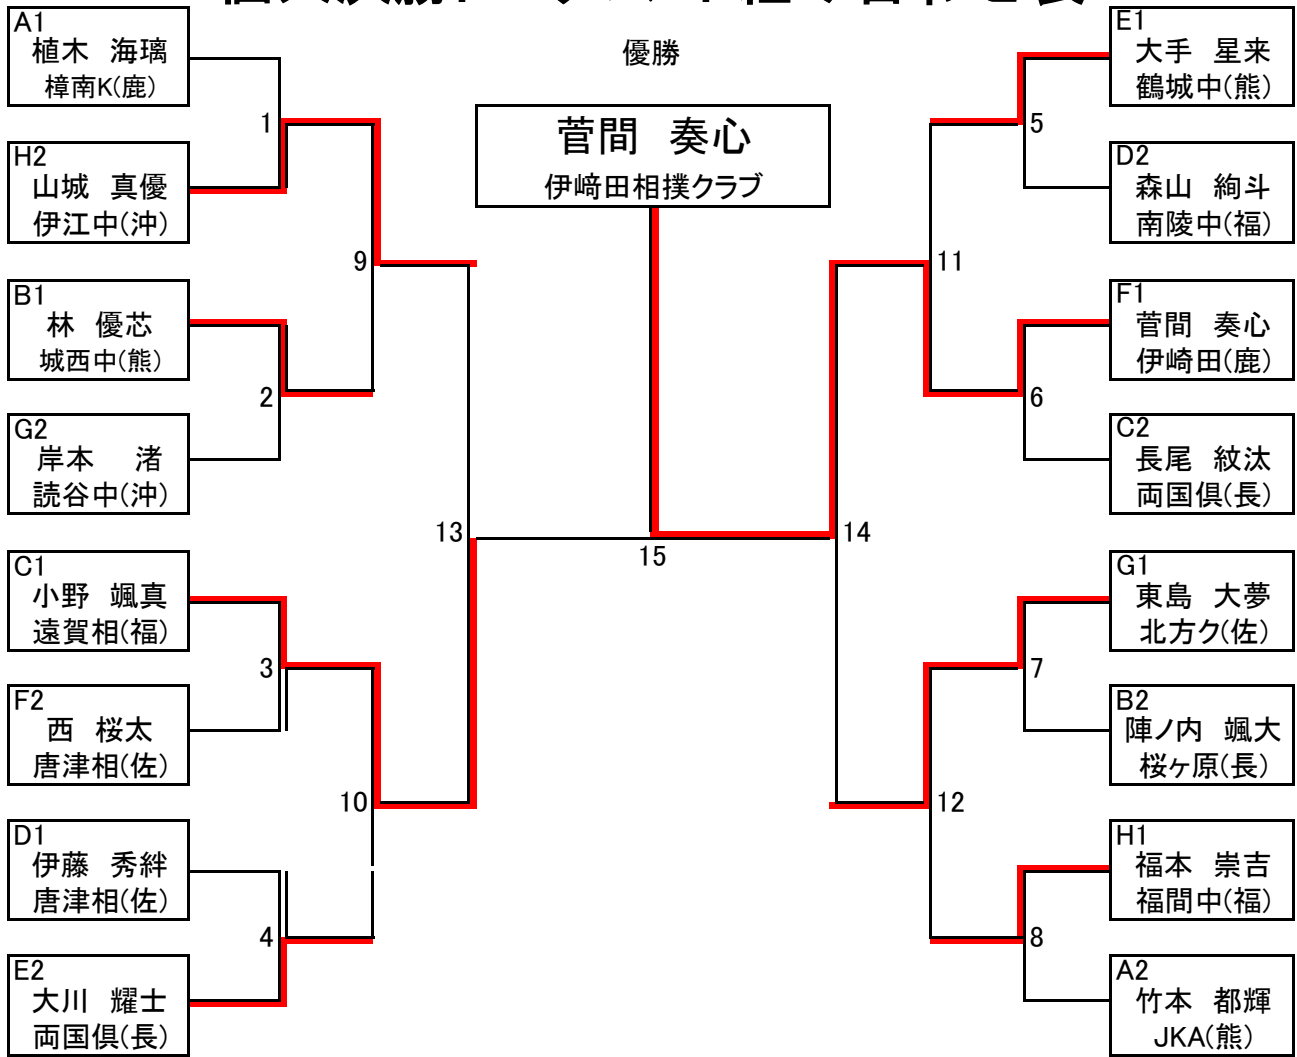 優勝
菅間 奏心
伊﨑田相撲クラブ
A1
植木 海璃
樟南K(鹿)
H2
山城 真優
伊江中(沖)
B1
林 優芯
城西中(熊)
G2
岸本 渚
読谷中(沖)
C1
小野 颯真
遠賀相(福)
F2
西 桜太
唐津相(佐)
D1
伊藤 秀絆
唐津相(佐)
E2
大川 耀士
両国倶(長)
1
2
3
4
9
10
13
15
14
11
12
5
6
7
8
E1
大手 星来
鶴城中(熊)
D2
森山 絢斗
南陵中(福)
F1
菅間 奏心
伊崎田(鹿)
C2
長尾 紋汰
両国倶(長)
G1
東島 大夢
北方ク(佐)
B2
陣ノ内 颯大
桜ヶ原(長)
H1
福本 崇吉
福間中(福)
A2
竹本 都輝
JKA(熊)